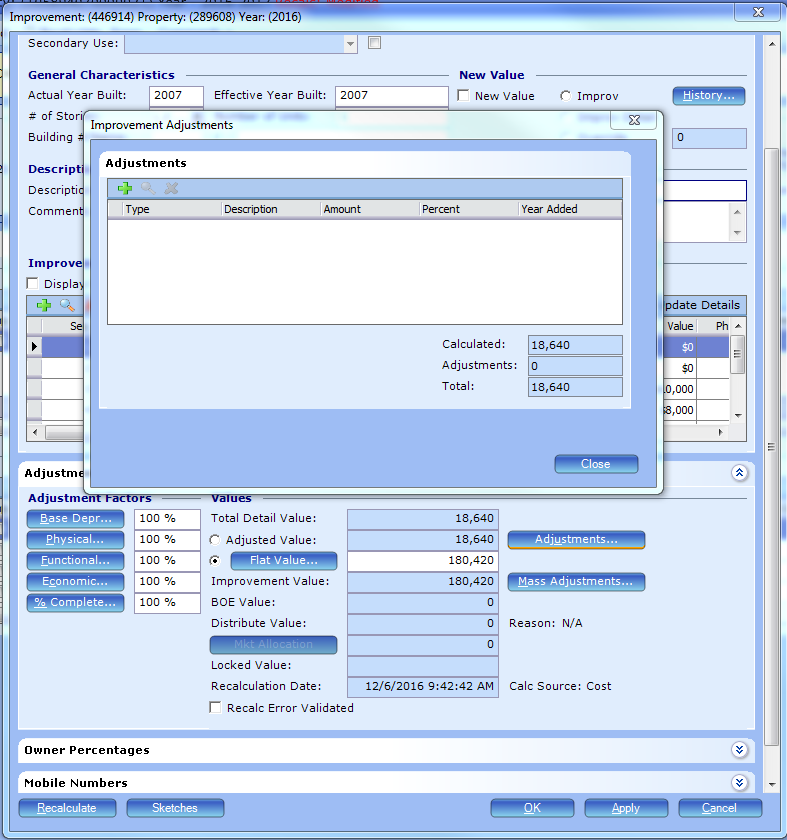 Improvement: (446914) Property: (289608) Year: (2016)
Secondary Use:
General Characteristics
New Value
Actual Year Built: 2007 Effective Year Built: 2007 New Value Improv History...
# of Stori
Building # 0
Improvement Adjustments
Adjustments
Type Description Amount Percent Year Added
Calculated: 18,640
Adjustments: 0
Total: 18,640
Close
Descripti
Descriptio
Comment
Improve
Display
pdate Details
Se Value Ph
$0
$0
0,000
8,000
Adjustme
Adjustment Factors Values
Base Depr... 100 % Total Detail Value: 18,640
Physical... 100 % Adjusted Value: 18,640 Adjustments...
Functional... 100 % Flat Value... 180,420
Economic... 100 % Improvement Value: 180,420 Mass Adjustments...
% Complete... 100 % BOE Value: 0
Distribute Value: 0 Reason: N/A
Mkt Allocation 0
Locked Value:
Recalculation Date: 12/6/2016 9:42:42 AM Calc Source: Cost
Recalc Error Validated
Owner Percentages
Mobile Numbers
Recalculate Sketches OK Apply Cancel